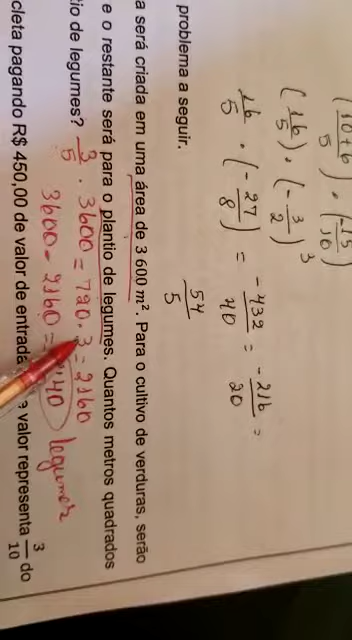 (10+6/5) · (-15/10)
(16/5) · (-3/2)³
16/5 · (-27/8) = -432/40 = -216/20 =
54/5
problema a seguir.
a será criada em uma área de 3 600 m². Para o cultivo de verduras, serão
e o restante será para o plantio de legumes. Quantos metros quadrados
tio de legumes? 3/5 · 3600 = 720 · 3 = 2160
3600 - 2160 = 1440 legumes
cleta pagando R$ 450,00 de valor de entrada e valor representa 3/10 do